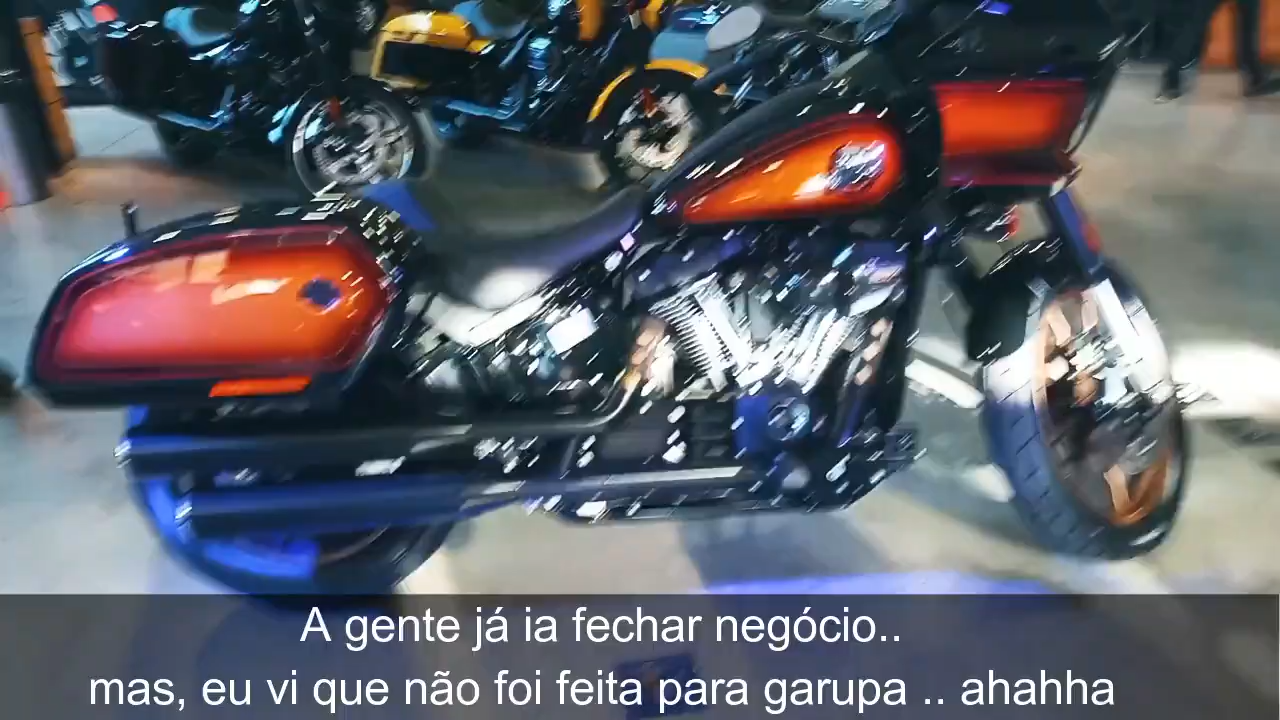 A gente já ia fechar negócio..
mas, eu vi que não foi feita para garupa .. ahahha